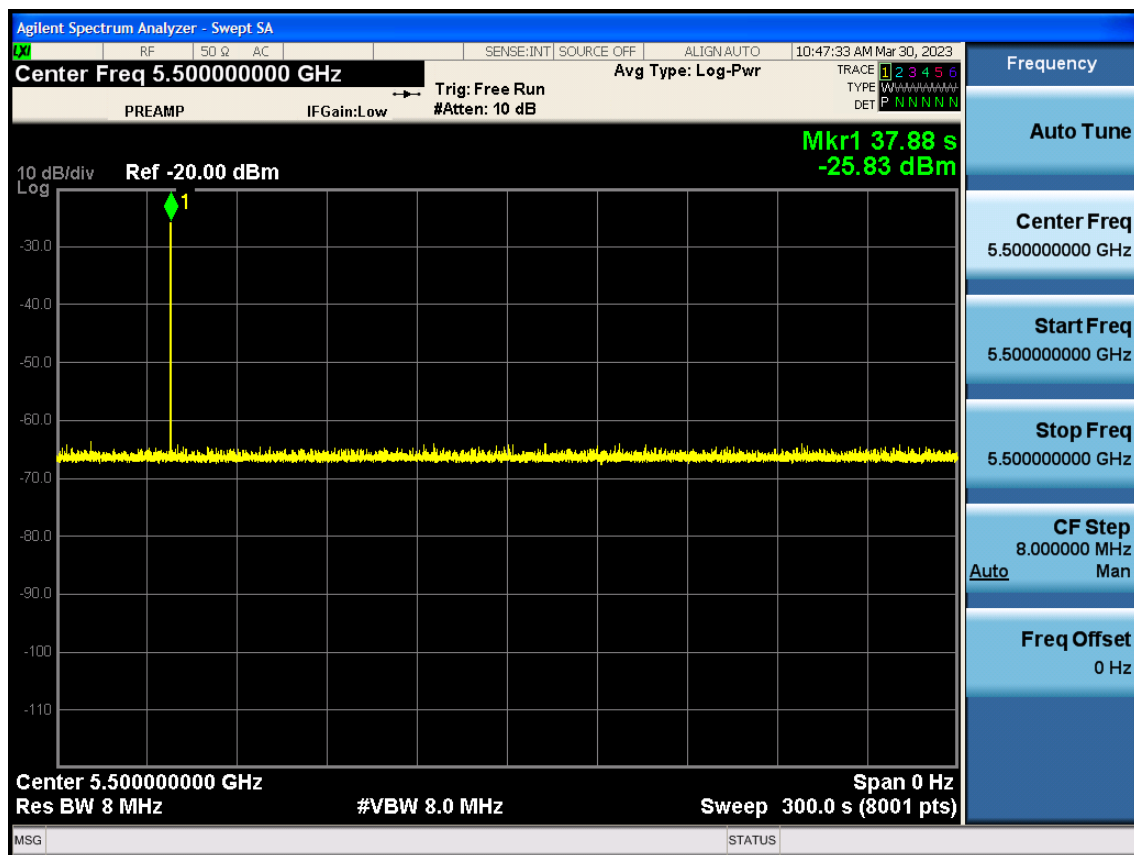 Agilent Spectrum Analyzer - Swept SA
LXI RF 50 Ω AC SENSE:INT SOURCE OFF ALIGN AUTO 10:47:33 AM Mar 30, 2023
Center Freq 5.500000000 GHz
PREAMP
IFGain:Low
Trig: Free Run
#Atten: 10 dB
Avg Type: Log-Pwr
TRACE 1 2 3 4 5 6
TYPE WWWWWW
DET P N N N N N
Mkr1 37.88 s
-25.83 dBm
10 dB/div
Log
Ref -20.00 dBm
1
-30.0
-40.0
-50.0
-60.0
-70.0
-80.0
-90.0
-100
-110
Center 5.500000000 GHz
Span 0 Hz
Res BW 8 MHz
#VBW 8.0 MHz
Sweep 300.0 s (8001 pts)
MSG
STATUS
Frequency
Auto Tune
Center Freq
5.500000000 GHz
Start Freq
5.500000000 GHz
Stop Freq
5.500000000 GHz
CF Step
8.000000 MHz
Auto Man
Freq Offset
0 Hz